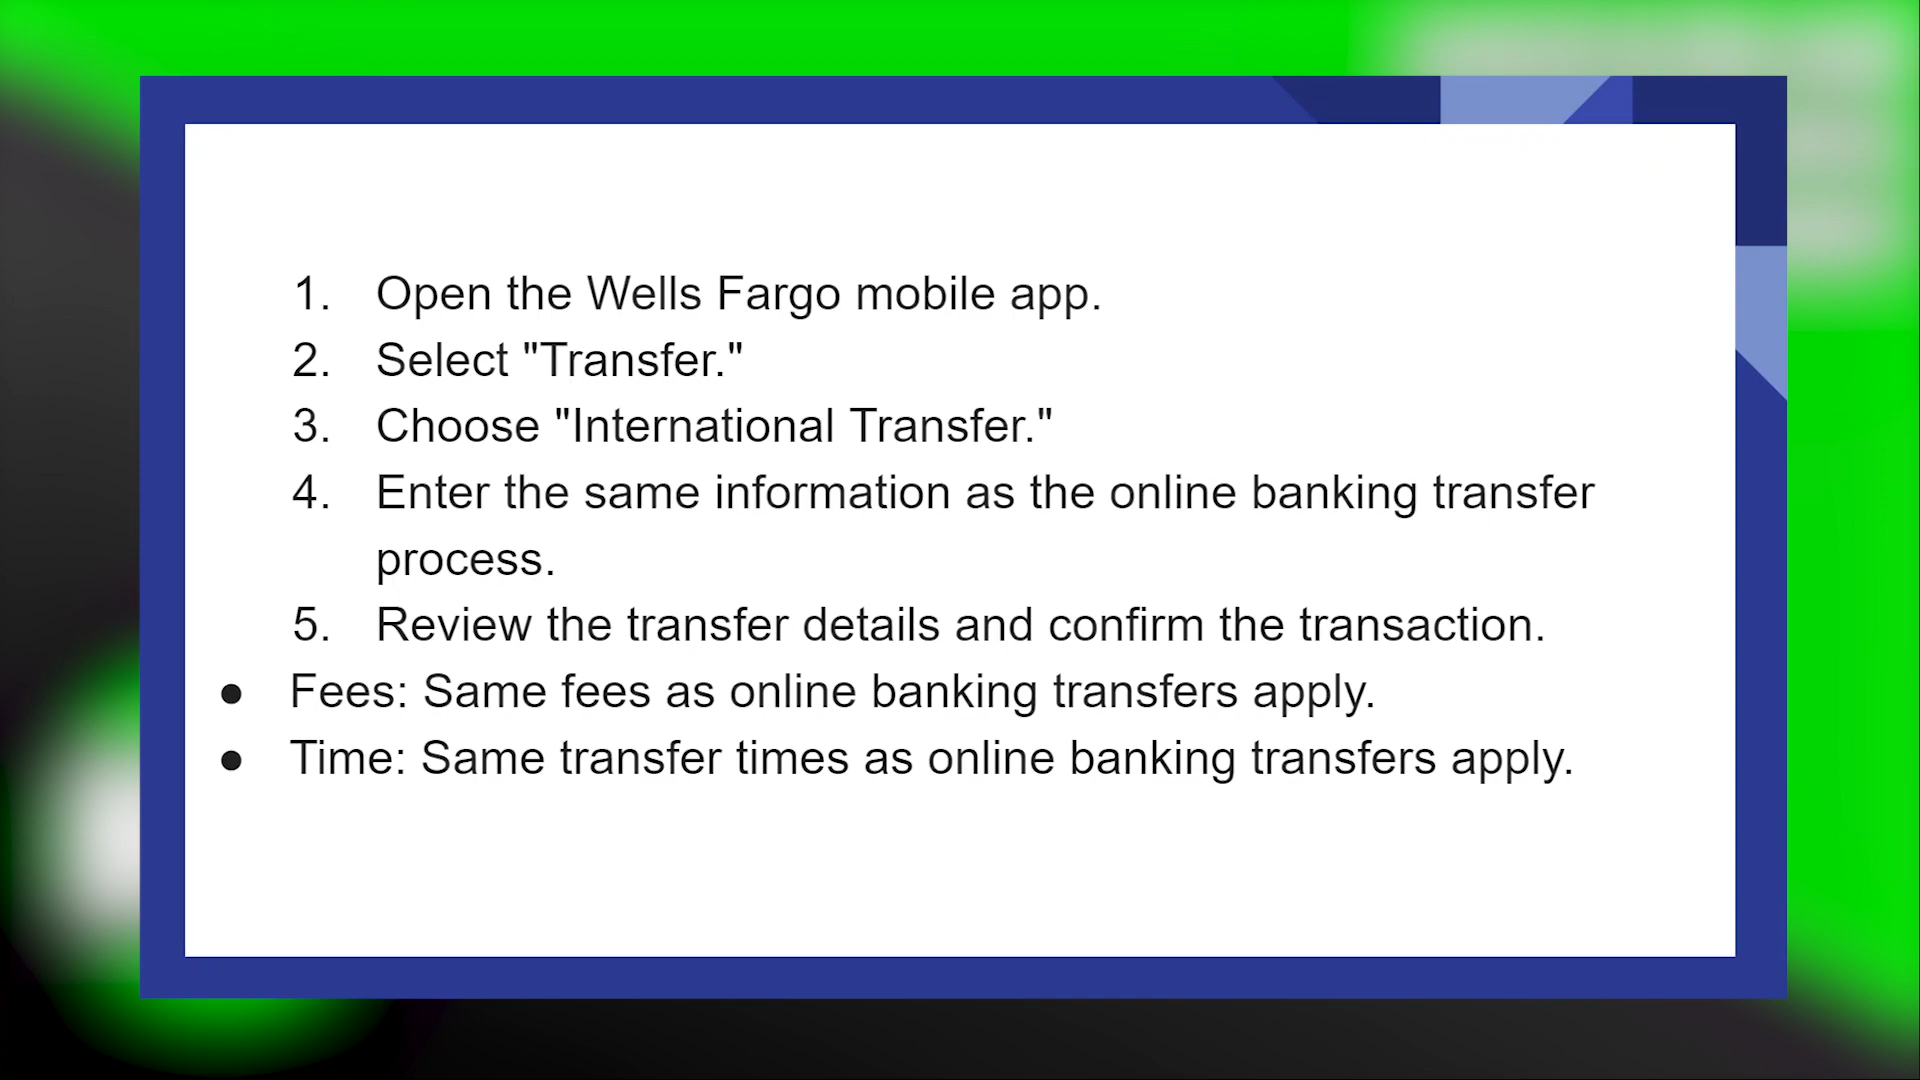 1. Open the Wells Fargo mobile app.
2. Select "Transfer."
3. Choose "International Transfer."
4. Enter the same information as the online banking transfer
process.
5. Review the transfer details and confirm the transaction.
● Fees: Same fees as online banking transfers apply.
● Time: Same transfer times as online banking transfers apply.